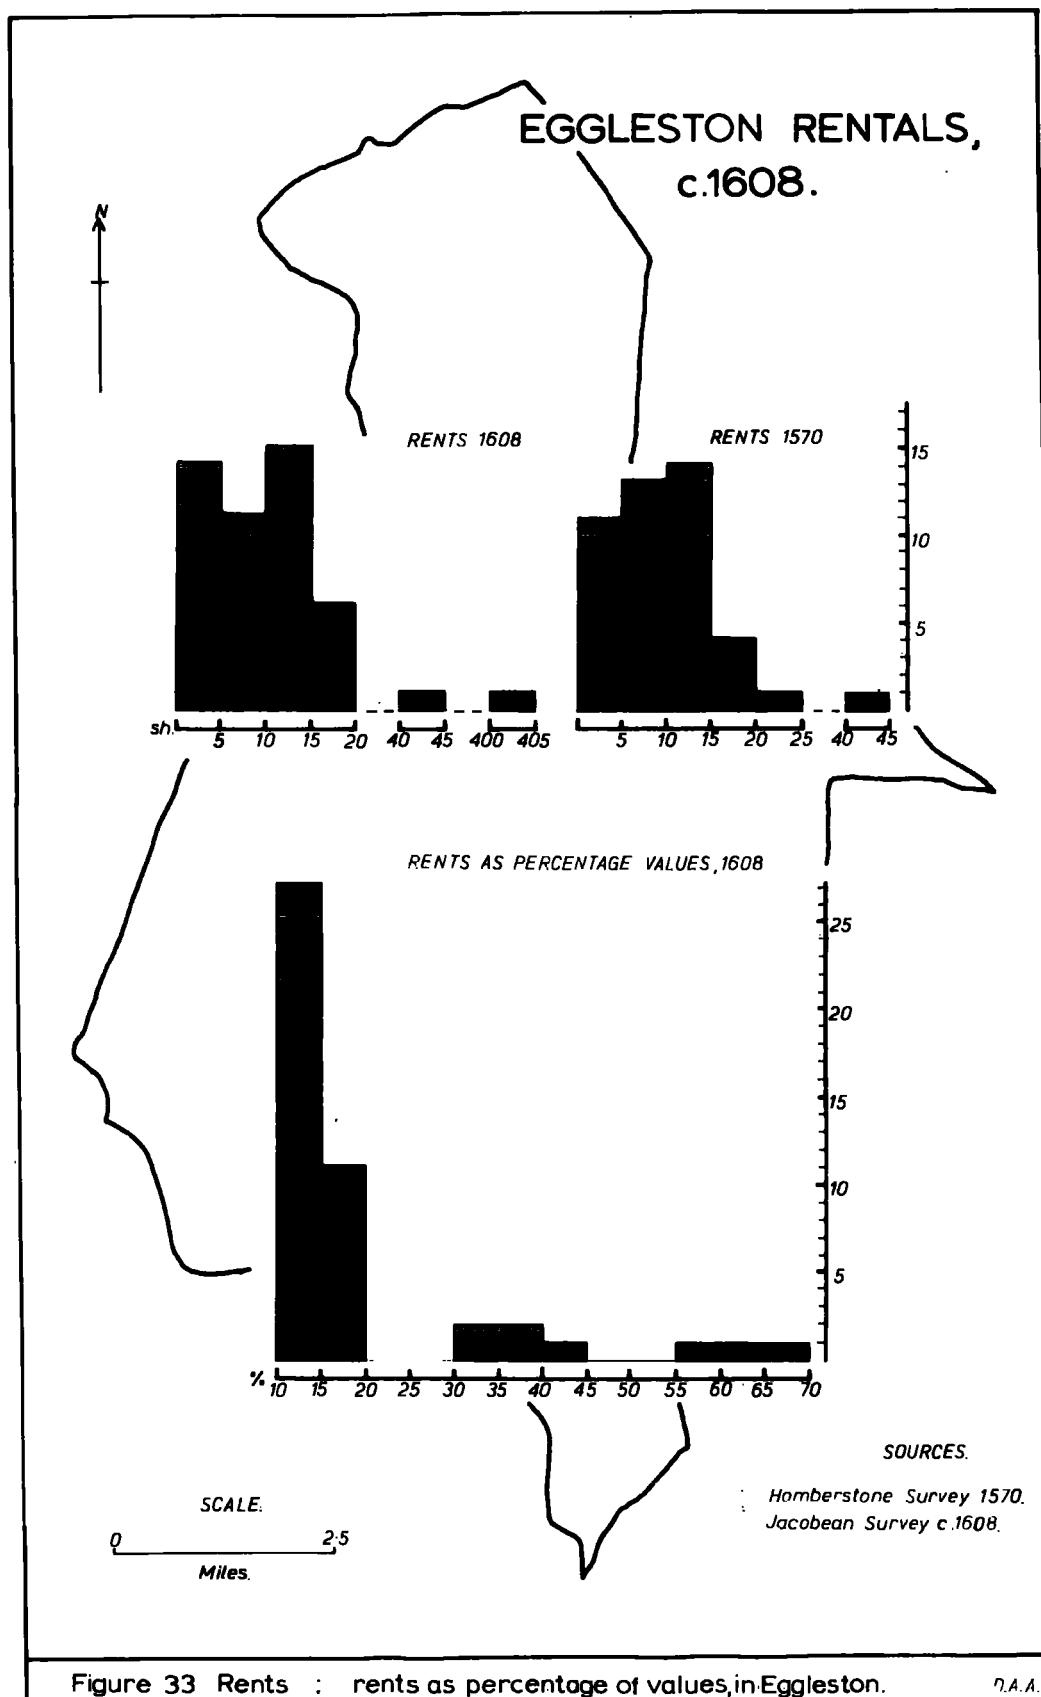 EGGLESTON RENTALS,
c.1608.
N
RENTS 1608
RENTS 1570
15
10
5
sh.
5 10 15 20 40 45 400 405
5 10 15 20 25 40 45
RENTS AS PERCENTAGE VALUES, 1608
25
20
15
10
5
% 10 15 20 25 30 35 40 45 50 55 60 65 70
SOURCES.
Homberstone Survey 1570.
Jacobean Survey c.1608.
SCALE.
0 2·5
Miles.
Figure 33 Rents : rents as percentage of values, in Eggleston.
D.A.A.